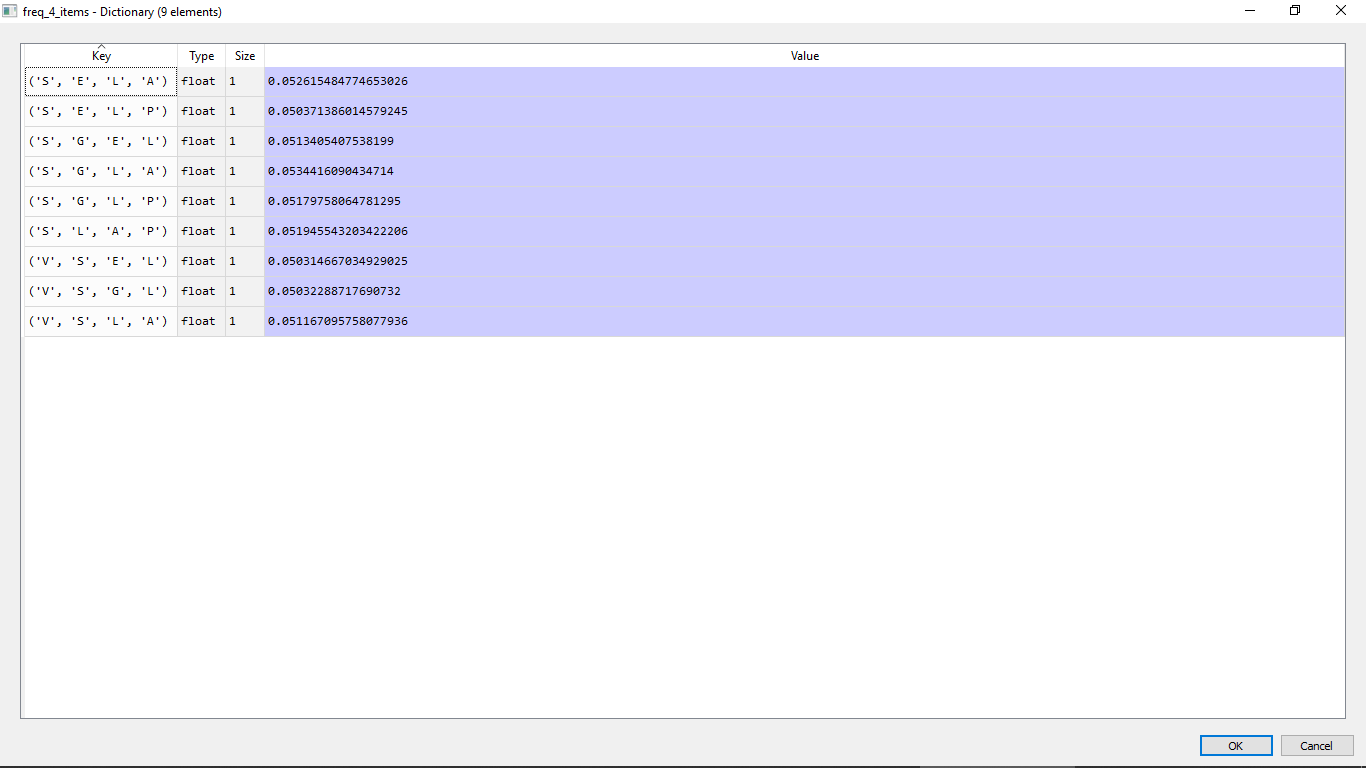 freq_4_items - Dictionary (9 elements)
Key Type Size Value
('S', 'E', 'L', 'A') float 1 0.052615484774653026
('S', 'E', 'L', 'P') float 1 0.050371386014579245
('S', 'G', 'E', 'L') float 1 0.0513405407538199
('S', 'G', 'L', 'A') float 1 0.0534416090434714
('S', 'G', 'L', 'P') float 1 0.05179758064781295
('S', 'L', 'A', 'P') float 1 0.051945543203422206
('V', 'S', 'E', 'L') float 1 0.050314667034929025
('V', 'S', 'G', 'L') float 1 0.05032288717690732
('V', 'S', 'L', 'A') float 1 0.051167095758077936
OK Cancel